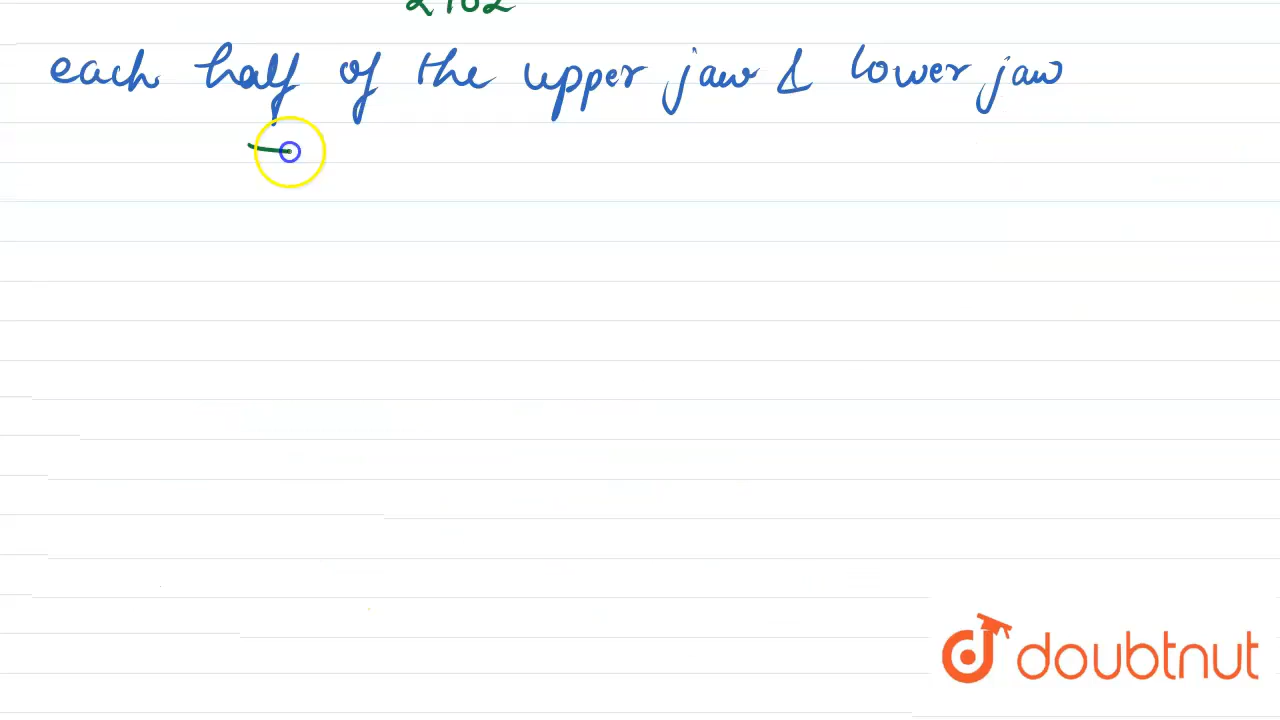 each half of the upper jaw & lower jaw
doubtnut